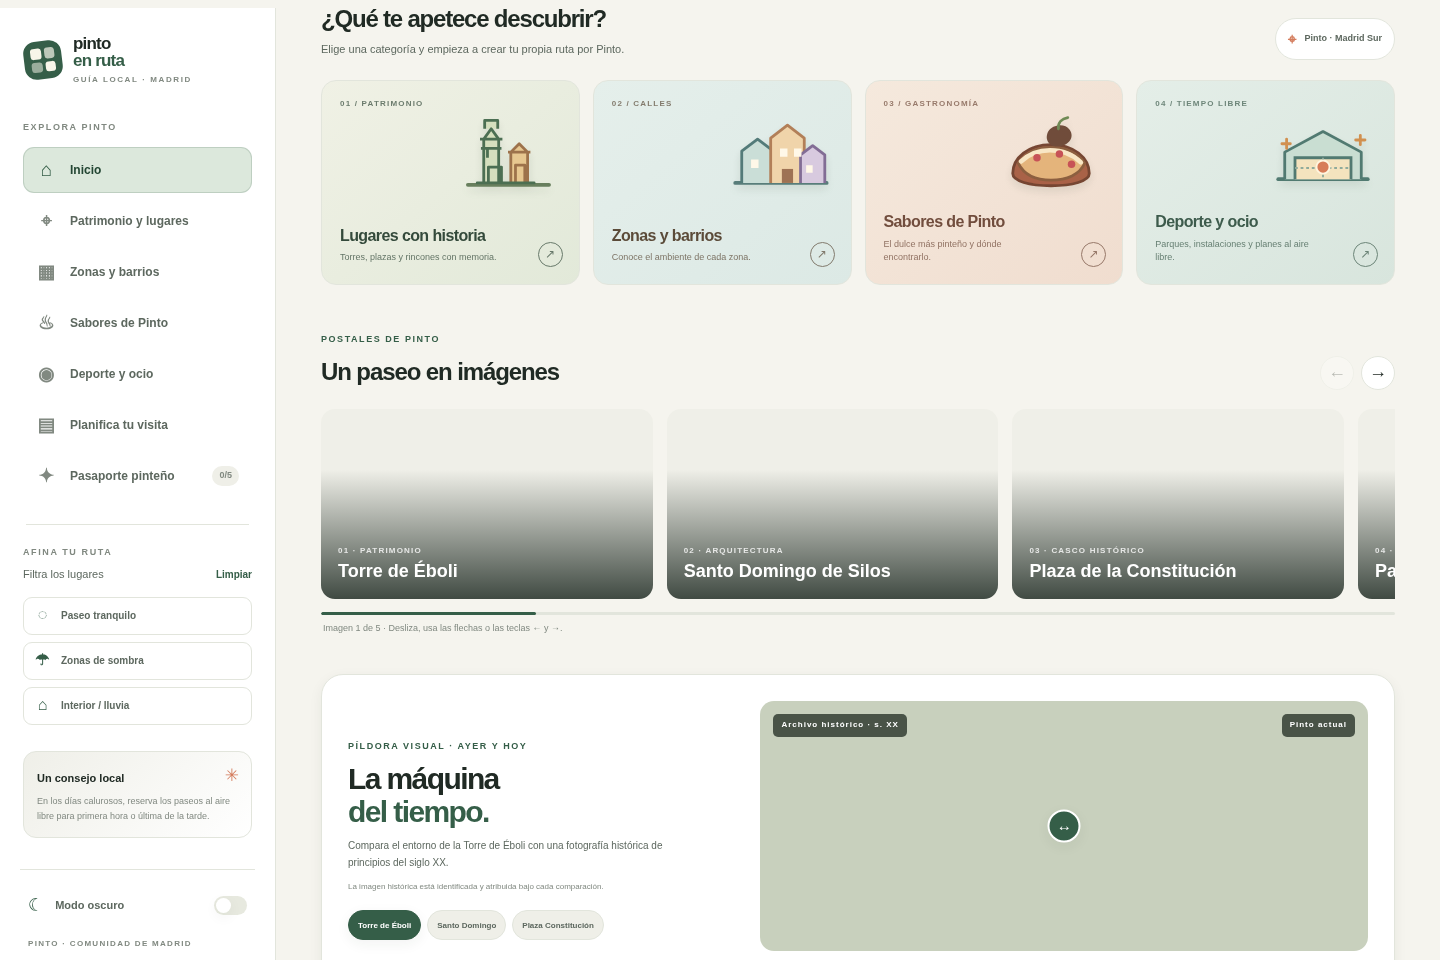 pinto
en ruta
GUÍA LOCAL · MADRID
EXPLORA PINTO
Inicio
Patrimonio y lugares
Zonas y barrios
Sabores de Pinto
Deporte y ocio
Planifica tu visita
Pasaporte pinteño
0/5
AFINA TU RUTA
Filtra los lugares
Limpiar
Paseo tranquilo
Zonas de sombra
Interior / lluvia
Un consejo local
En los días calurosos, reserva los paseos al aire
libre para primera hora o última de la tarde.
Modo oscuro
PINTO · COMUNIDAD DE MADRID
¿Qué te apetece descubrir?
Elige una categoría y empieza a crear tu propia ruta por Pinto.
Pinto · Madrid Sur
01 / PATRIMONIO
Lugares con historia
Torres, plazas y rincones con memoria.
02 / CALLES
Zonas y barrios
Conoce el ambiente de cada zona.
03 / GASTRONOMÍA
Sabores de Pinto
El dulce más pinteño y dónde
encontrarlo.
04 / TIEMPO LIBRE
Deporte y ocio
Parques, instalaciones y planes al aire
libre.
POSTALES DE PINTO
Un paseo en imágenes
01 · PATRIMONIO
Torre de Éboli
02 · ARQUITECTURA
Santo Domingo de Silos
03 · CASCO HISTÓRICO
Plaza de la Constitución
04 ·
Pa
Imagen 1 de 5 · Desliza, usa las flechas o las teclas ← y →.
PÍLDORA VISUAL · AYER Y HOY
La máquina
del tiempo.
Compara el entorno de la Torre de Éboli con una fotografía histórica de
principios del siglo XX.
La imagen histórica está identificada y atribuida bajo cada comparación.
Torre de Éboli
Santo Domingo
Plaza Constitución
Archivo histórico · s. XX
Pinto actual